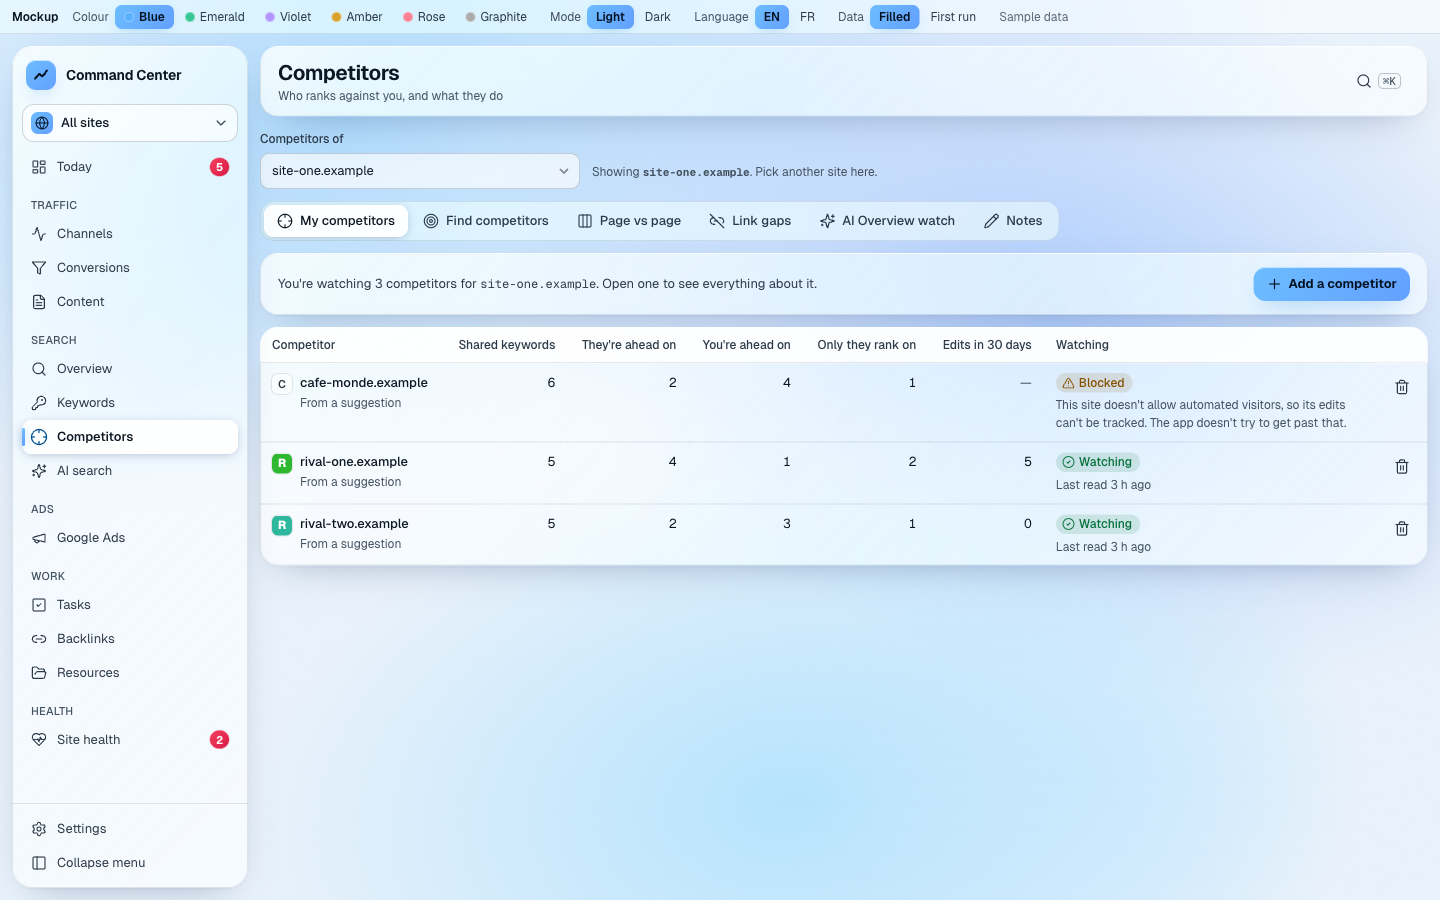 Mockup Colour Blue Emerald Violet Amber Rose Graphite Mode Light Dark Language EN FR Data Filled First run Sample data
Command Center
All sites
Today 5
TRAFFIC
Channels
Conversions
Content
SEARCH
Overview
Keywords
Competitors
AI search
ADS
Google Ads
WORK
Tasks
Backlinks
Resources
HEALTH
Site health 2
Settings
Collapse menu
Competitors
Who ranks against you, and what they do
⌘K
Competitors of
site-one.example
Showing site-one.example. Pick another site here.
My competitors Find competitors Page vs page Link gaps AI Overview watch Notes
You're watching 3 competitors for site-one.example. Open one to see everything about it.
Add a competitor
Competitor Shared keywords They're ahead on You're ahead on Only they rank on Edits in 30 days Watching
C cafe-monde.example 6 2 4 1 — Blocked
From a suggestion
This site doesn't allow automated visitors, so its edits
can't be tracked. The app doesn't try to get past that.
R rival-one.example 5 4 1 2 5 Watching
From a suggestion Last read 3 h ago
R rival-two.example 5 2 3 1 0 Watching
From a suggestion Last read 3 h ago